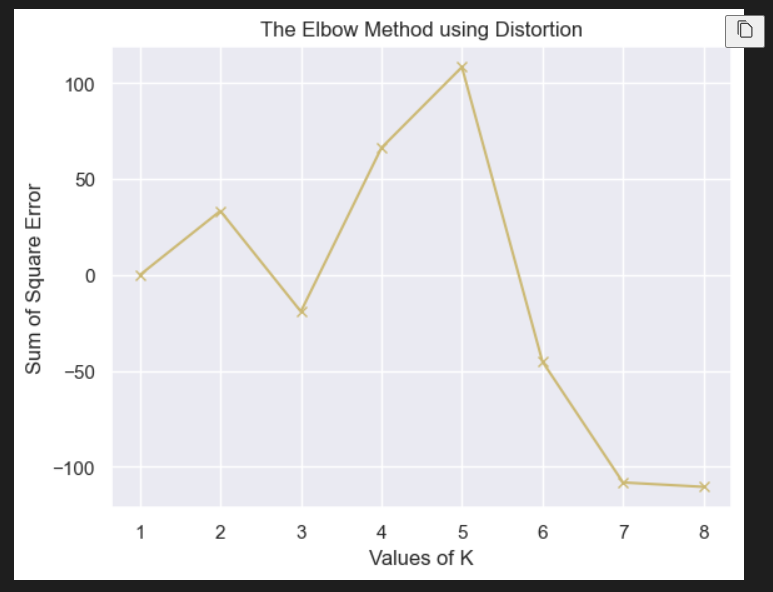 The Elbow Method using Distortion
100
50
0
−50
−100
Sum of Square Error
1 2 3 4 5 6 7 8
Values of K